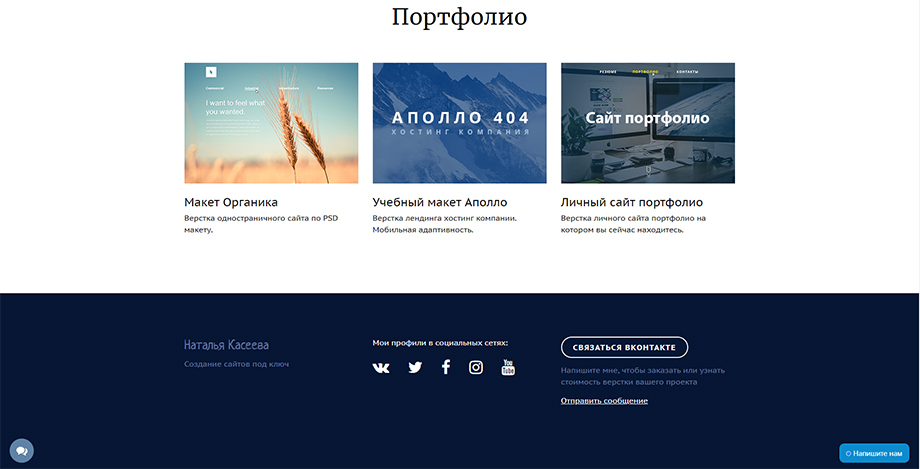 Портфолио
I want to feel what
you wanted.
АПОЛЛО 404
ХОСТИНГ КОМПАНИЯ
РЕЗЮМЕ ПОРТФОЛИО КОНТАКТЫ
Сайт портфолио
Макет Органика
Верстка одностраничного сайта по PSD
макету.
Учебный макет Аполло
Верстка лендинга хостинг компании.
Мобильная адаптивность.
Личный сайт портфолио
Верстка личного сайта портфолио на
котором вы сейчас находитесь.
Наталья Касеева
Создание сайтов под ключ
Мои профили в социальных сетях:
You
Tube
СВЯЗАТЬСЯ ВКОНТАКТЕ
Напишите мне, чтобы заказать или узнать
стоимость верстки вашего проекта
Отправить сообщение
Напишите нам